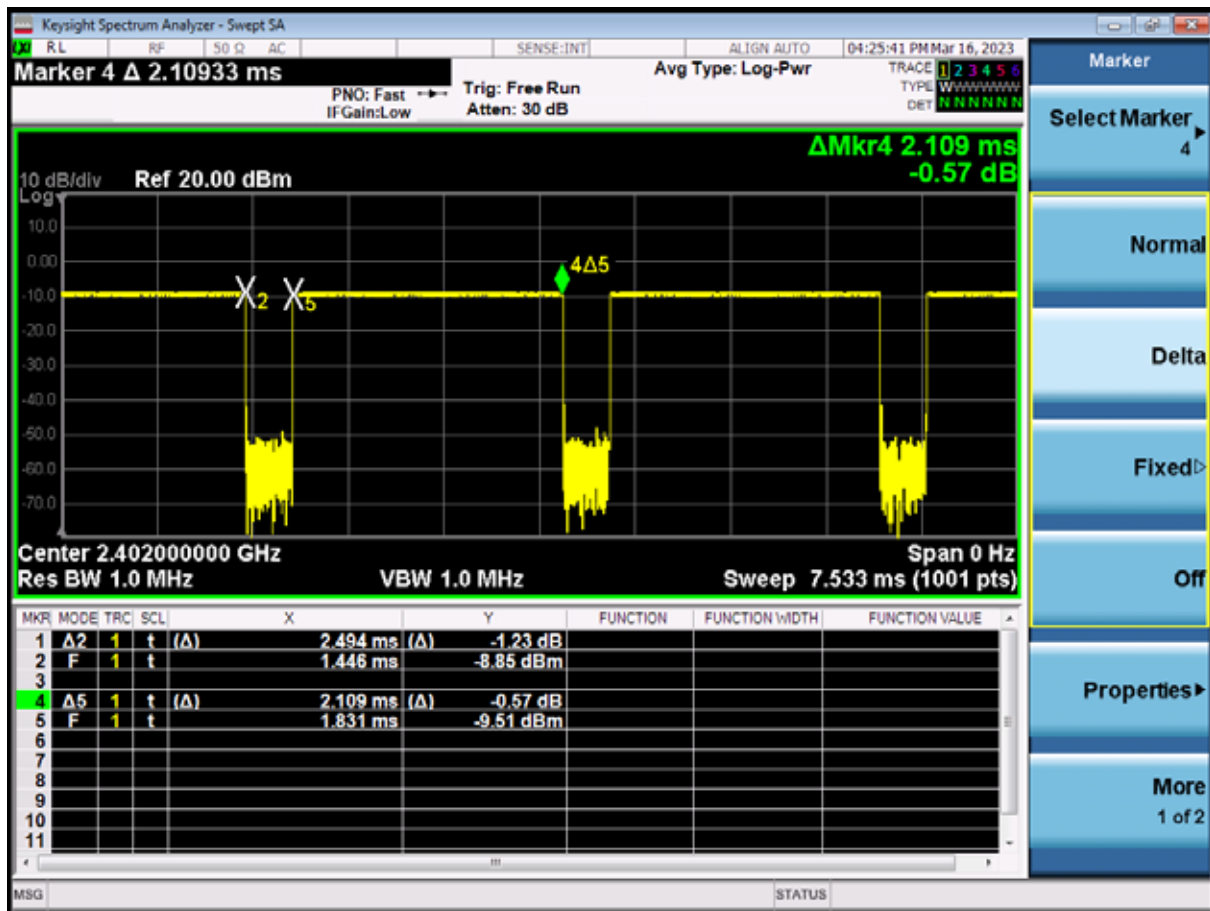 Keysight Spectrum Analyzer - Swept SA
RL RF 50 Ω AC SENSE:INT ALIGN AUTO 04:25:41 PM Mar 16, 2023
Marker 4 Δ 2.10933 ms
PNO: Fast
IFGain:Low
Trig: Free Run
Atten: 30 dB
Avg Type: Log-Pwr
TRACE 1 2 3 4 5 6
TYPE W
DET N N N N N N
ΔMkr4 2.109 ms
-0.57 dB
10 dB/div Ref 20.00 dBm
Log
10.0
0.00
-10.0
-20.0
-30.0
-40.0
-50.0
-60.0
-70.0
2
5
4Δ5
Center 2.402000000 GHz Span 0 Hz
Res BW 1.0 MHz VBW 1.0 MHz Sweep 7.533 ms (1001 pts)
MKR MODE TRC SCL X Y FUNCTION FUNCTION WIDTH FUNCTION VALUE
1 Δ2 1 t (Δ) 2.494 ms (Δ) -1.23 dB
2 F 1 t 1.446 ms -8.85 dBm
3
4 Δ5 1 t (Δ) 2.109 ms (Δ) -0.57 dB
5 F 1 t 1.831 ms -9.51 dBm
6
7
8
9
10
11
MSG STATUS
Marker
Select Marker
4
Normal
Delta
Fixed
Off
Properties
More
1 of 2